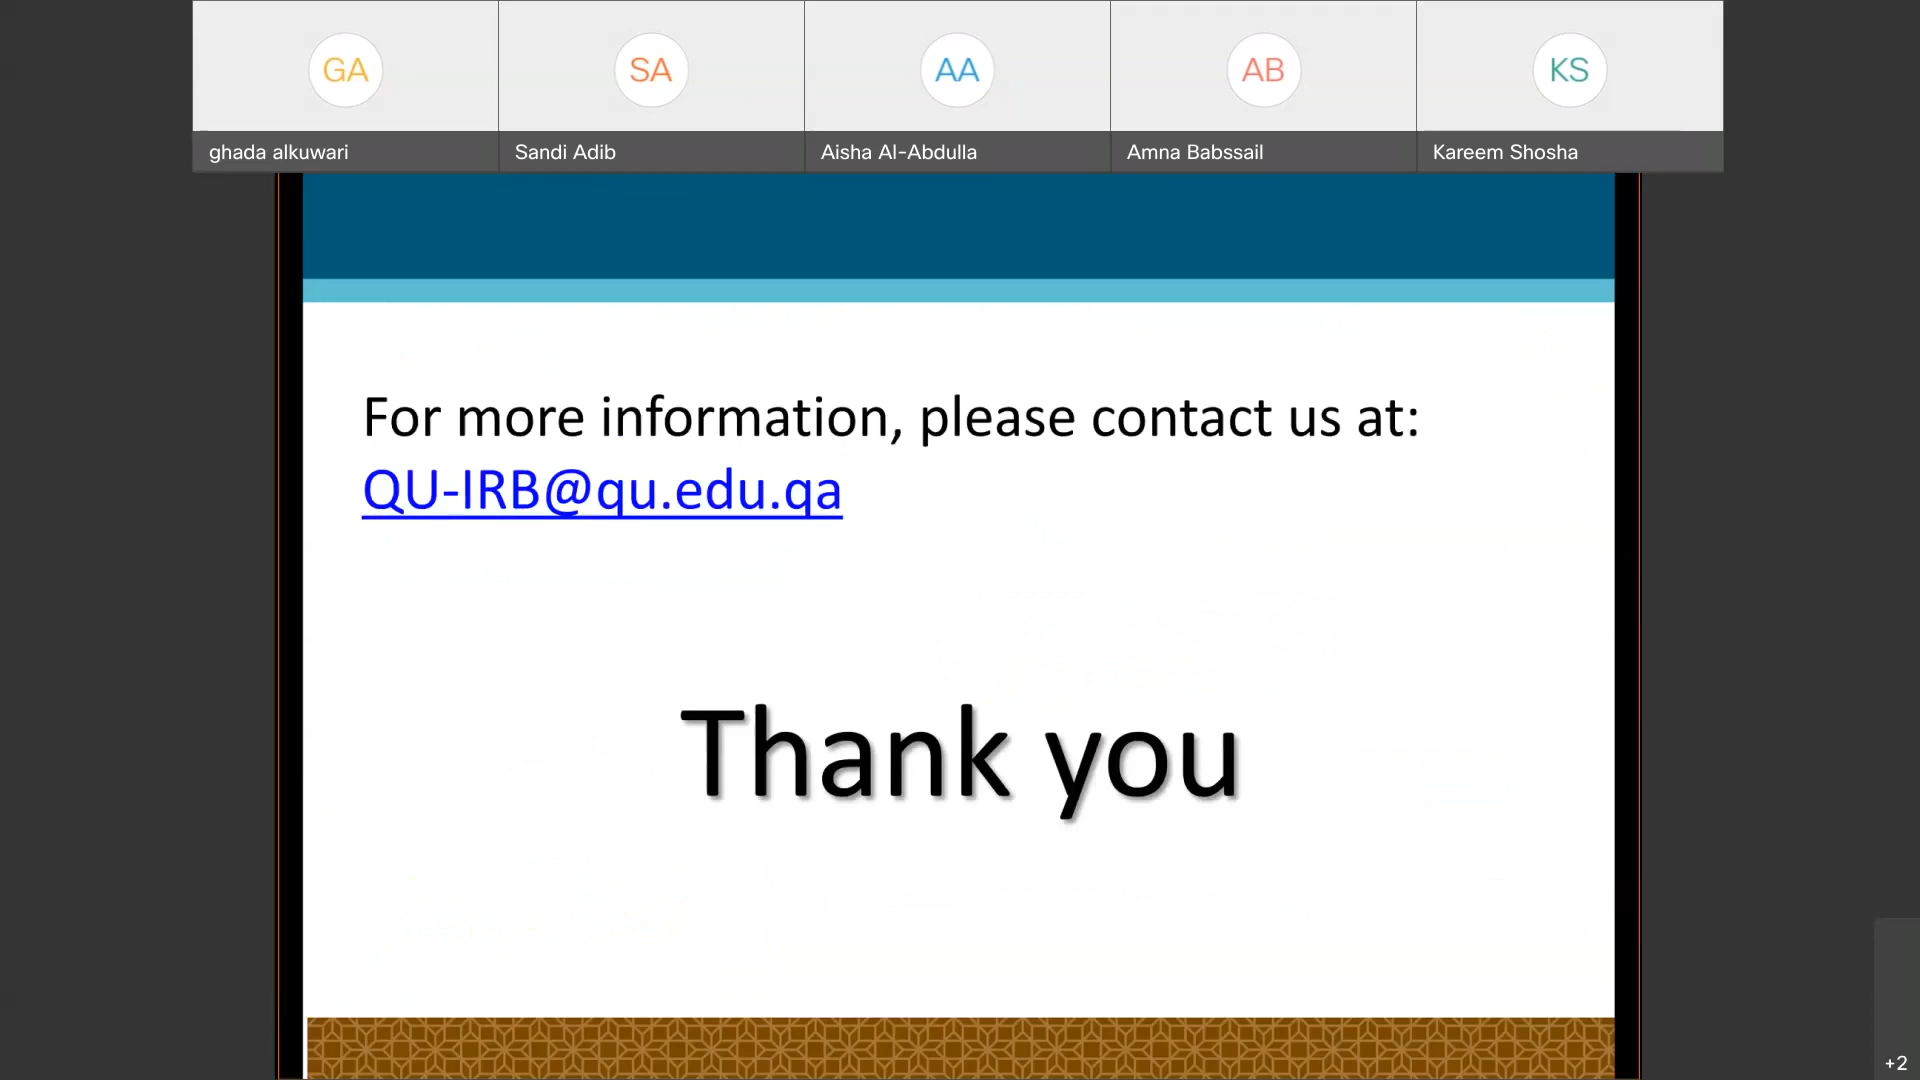 GA
SA
AA
AB
KS
ghada alkuwari
Sandi Adib
Aisha Al-Abdulla
Amna Babssail
Kareem Shosha
For more information, please contact us at:
QU-IRB@qu.edu.qa
Thank you
+2